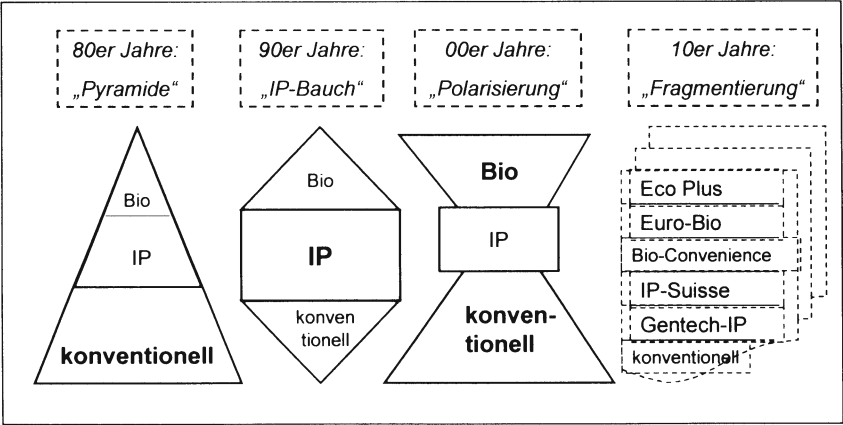 80er Jahre:
„Pyramide“
90er Jahre:
„IP-Bauch“
00er Jahre:
„Polarisierung“
10er Jahre:
„Fragmentierung“
Bio
IP
konventionell
Bio
IP
konven
tionell
Bio
IP
konven-
tionell
Eco Plus
Euro-Bio
Bio-Convenience
IP-Suisse
Gentech-IP
konventionell